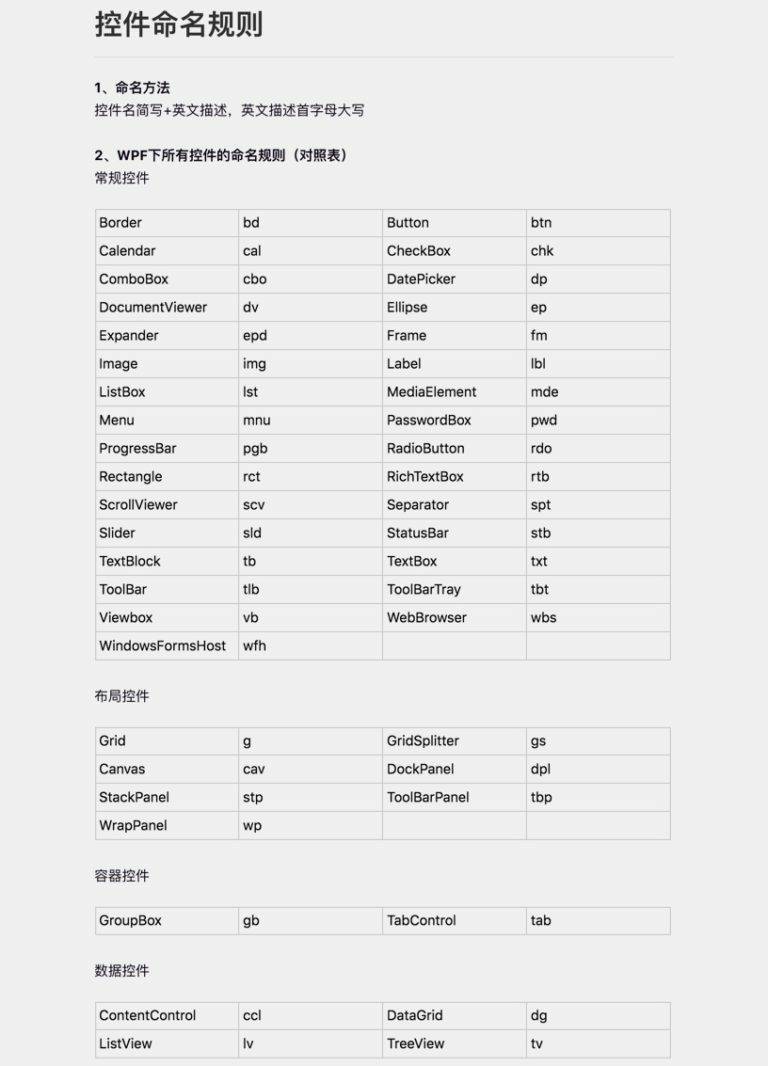 控件命名规则
1、命名方法
控件名简写+英文描述，英文描述首字母大写
2、WPF下所有控件的命名规则（对照表）
常规控件
Border bd Button btn
Calendar cal CheckBox chk
ComboBox cbo DatePicker dp
DocumentViewer dv Ellipse ep
Expander epd Frame fm
Image img Label lbl
ListBox lst MediaElement mde
Menu mnu PasswordBox pwd
ProgressBar pgb RadioButton rdo
Rectangle rct RichTextBox rtb
ScrollViewer scv Separator spt
Slider sld StatusBar stb
TextBlock tb TextBox txt
ToolBar tlb ToolBarTray tbt
Viewbox vb WebBrowser wbs
WindowsFormsHost wfh
布局控件
Grid g GridSplitter gs
Canvas cav DockPanel dpl
StackPanel stp ToolBarPanel tbp
WrapPanel wp
容器控件
GroupBox gb TabControl tab
数据控件
ContentControl ccl DataGrid dg
ListView lv TreeView tv